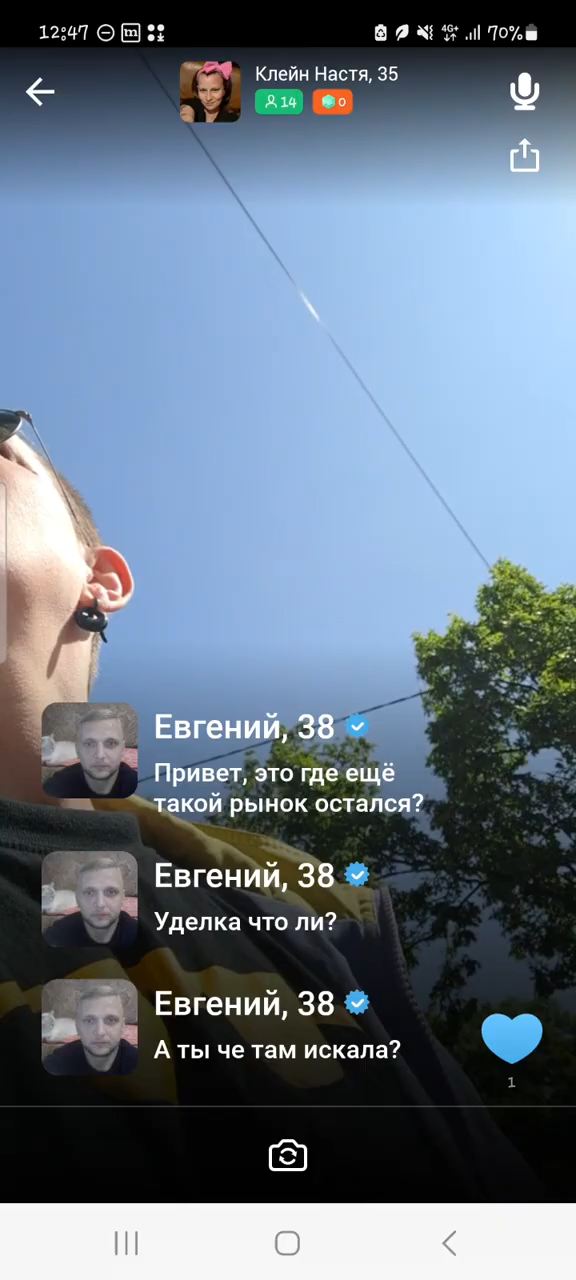 12:47
m
4G+
70%
Клейн Настя, 35
14
0
Евгений, 38
Привет, это где ещё
такой рынок остался?
Евгений, 38
Уделка что ли?
Евгений, 38
А ты че там искала?
1